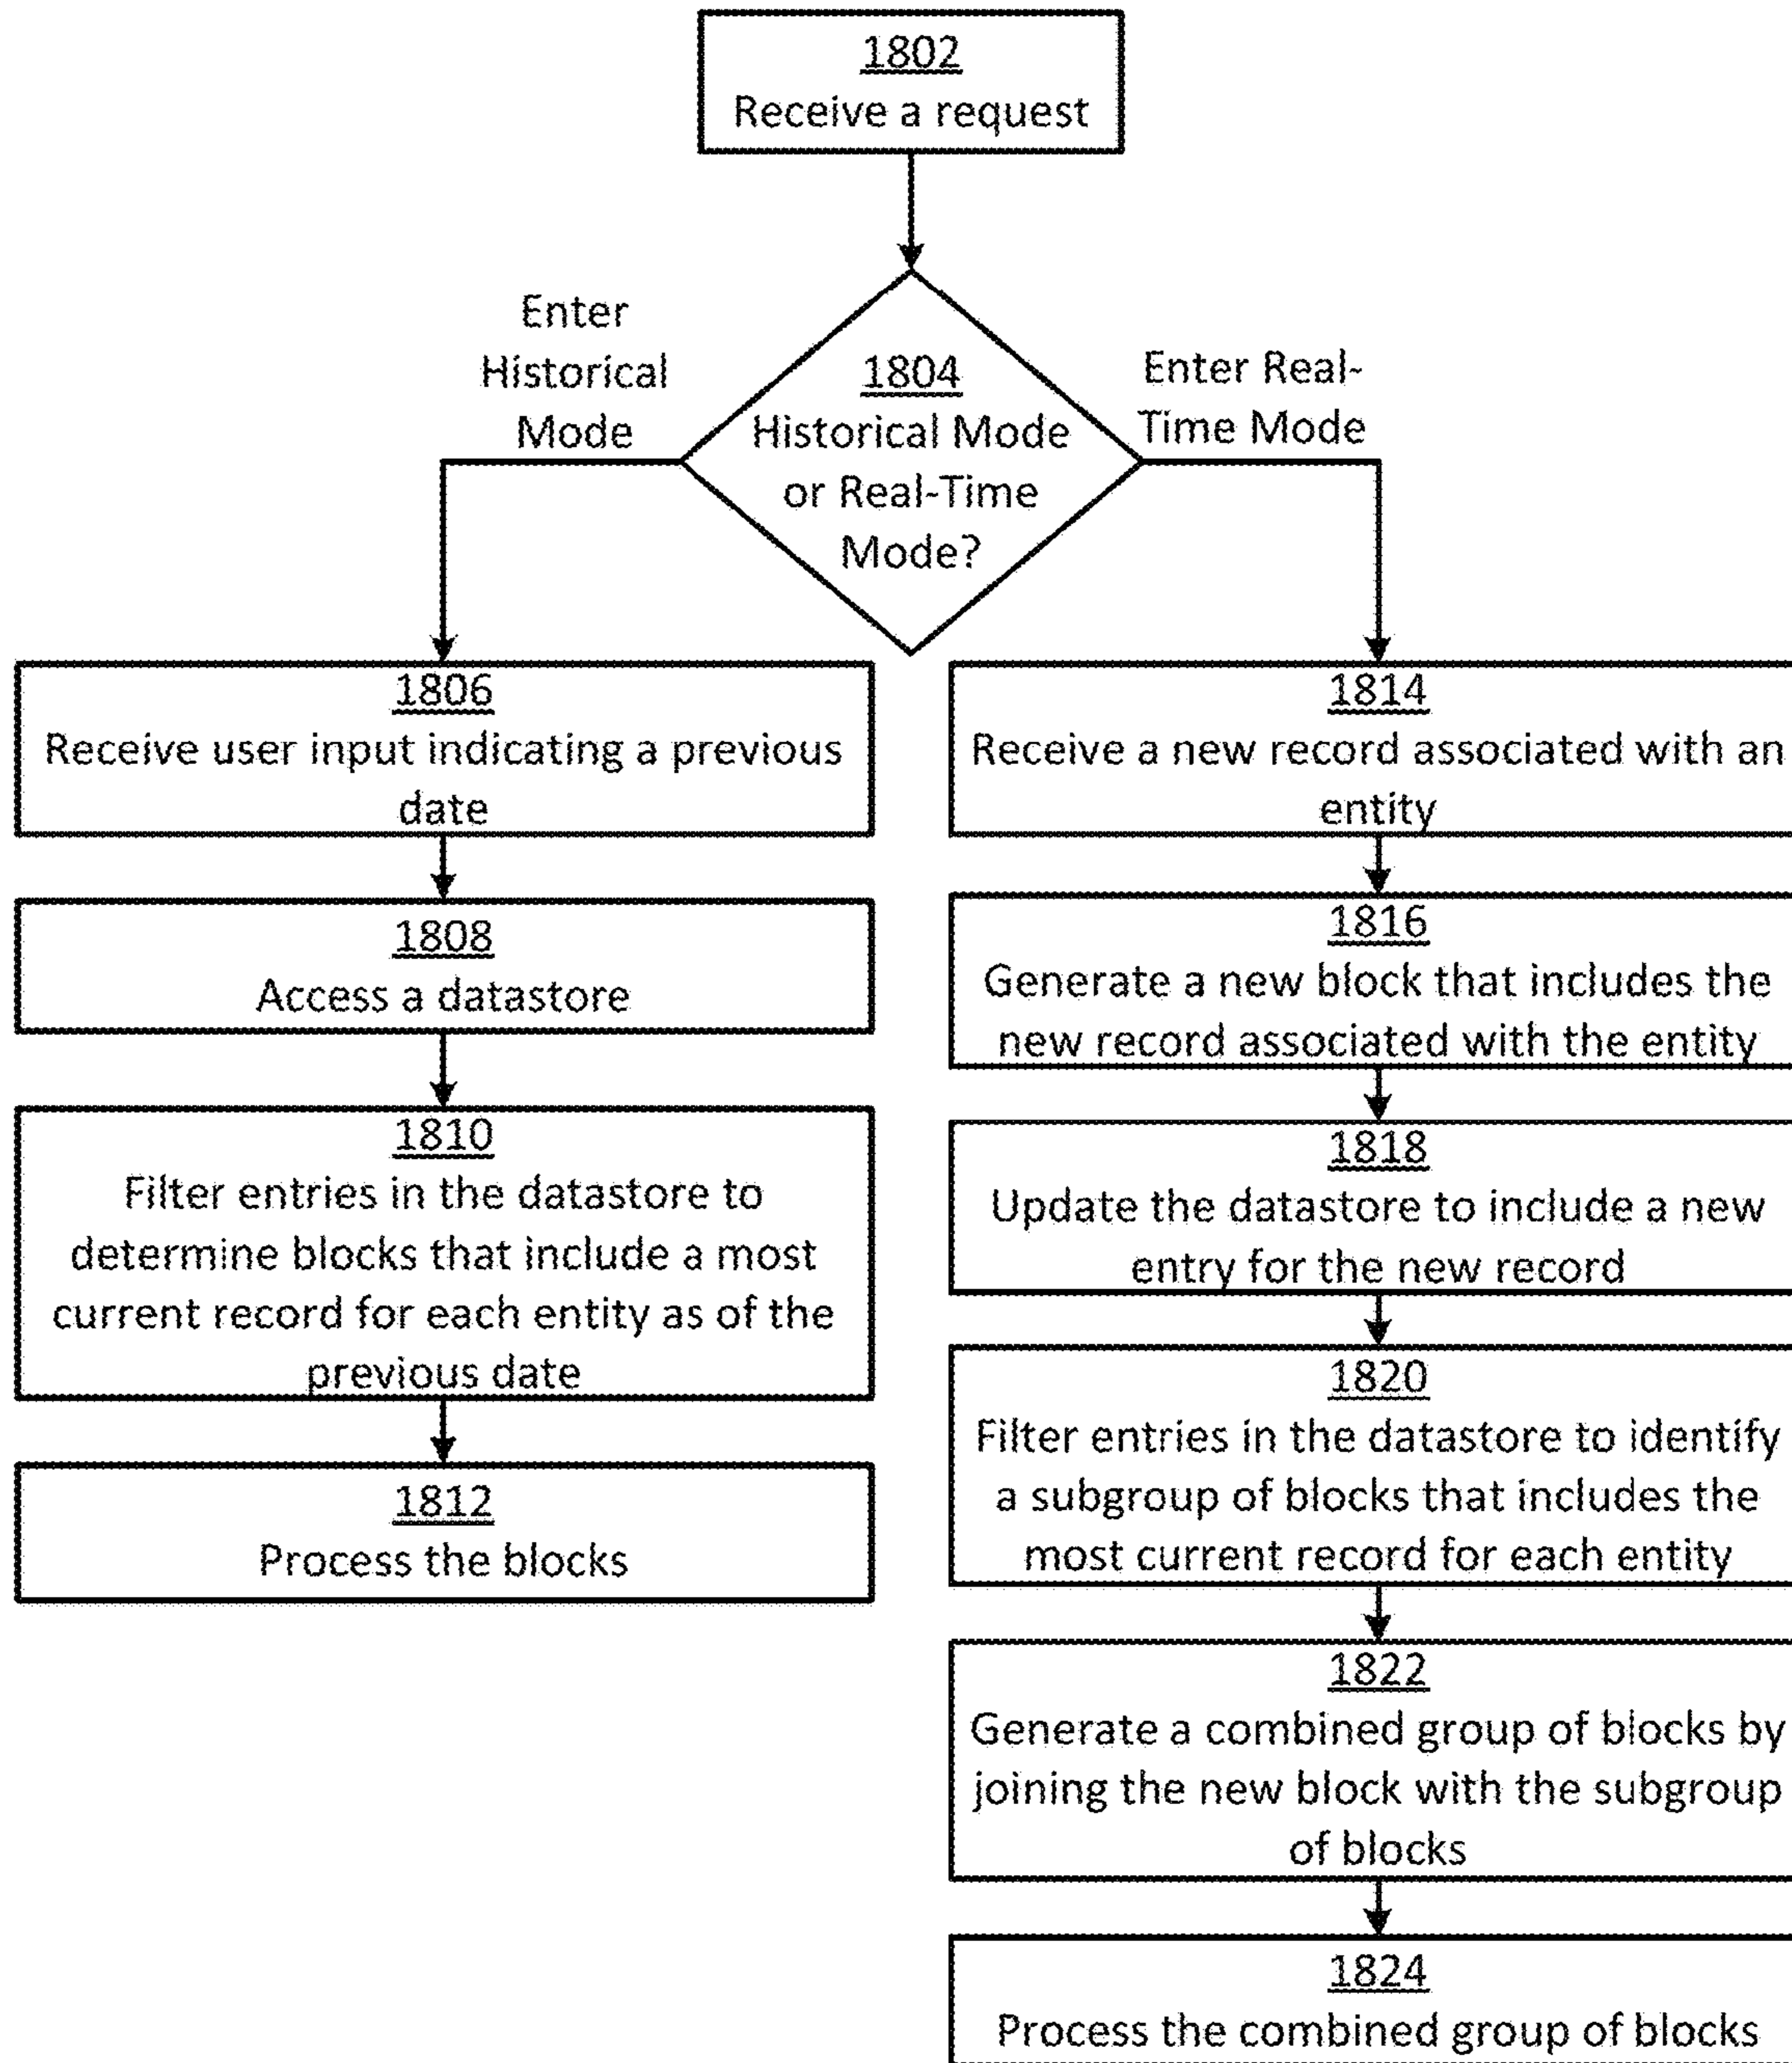 1802
Receive a request
Enter
Historical
Mode
1804
Historical Mode
or Real-Time
Mode?
Enter Real-
Time Mode
1806
Receive user input indicating a previous
date
1808
Access a datastore
1810
Filter entries in the datastore to
determine blocks that include a most
current record for each entity as of the
previous date
1812
Process the blocks
1814
Receive a new record associated with an
entity
1816
Generate a new block that includes the
new record associated with the entity
1818
Update the datastore to include a new
entry for the new record
1820
Filter entries in the datastore to identify
a subgroup of blocks that includes the
most current record for each entity
1822
Generate a combined group of blocks by
joining the new block with the subgroup
of blocks
1824
Process the combined group of blocks